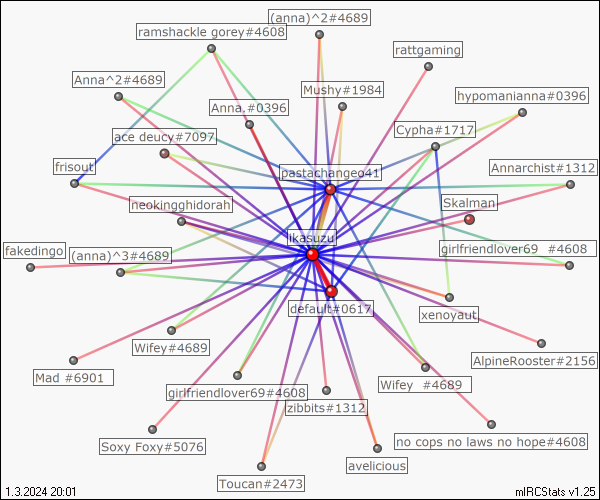 (anna)^2#4689
ramshackle gorey#4608
rattgaming
Anna^2#4689
Mushy#1984
hypomanianna#0396
Anna.#0396
ace deucy#7097
Cypha#1717
frisout
pastachangeo41
Annarchist#1312
neokingghidorah
Skalman
ikasuzu
fakedingo
(anna)^3#4689
girlfriendlover69 #4608
default#0617
xenoyaut
Wifey#4689
AlpineRooster#2156
Mad #6901
girlfriendlover69#4608
Wifey #4689
zibbits#1312
Soxy Foxy#5076
no cops no laws no hope#4608
avelicious
Toucan#2473
1.3.2024 20:01
mIRCStats v1.25